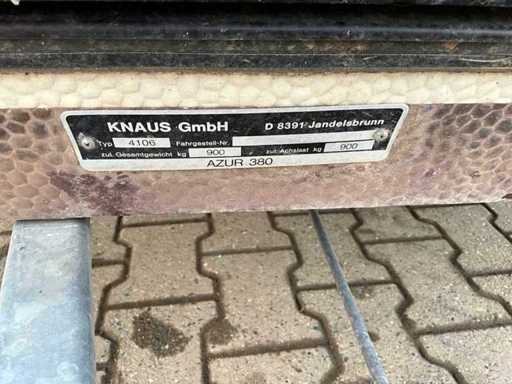 KNAUS GmbH D 8391 Jandelsbrunn
Typ 4106 Fahrgestell-Nr.
zul. Gesamtgewicht kg 900 zul. Achslast kg 900
AZUR 380